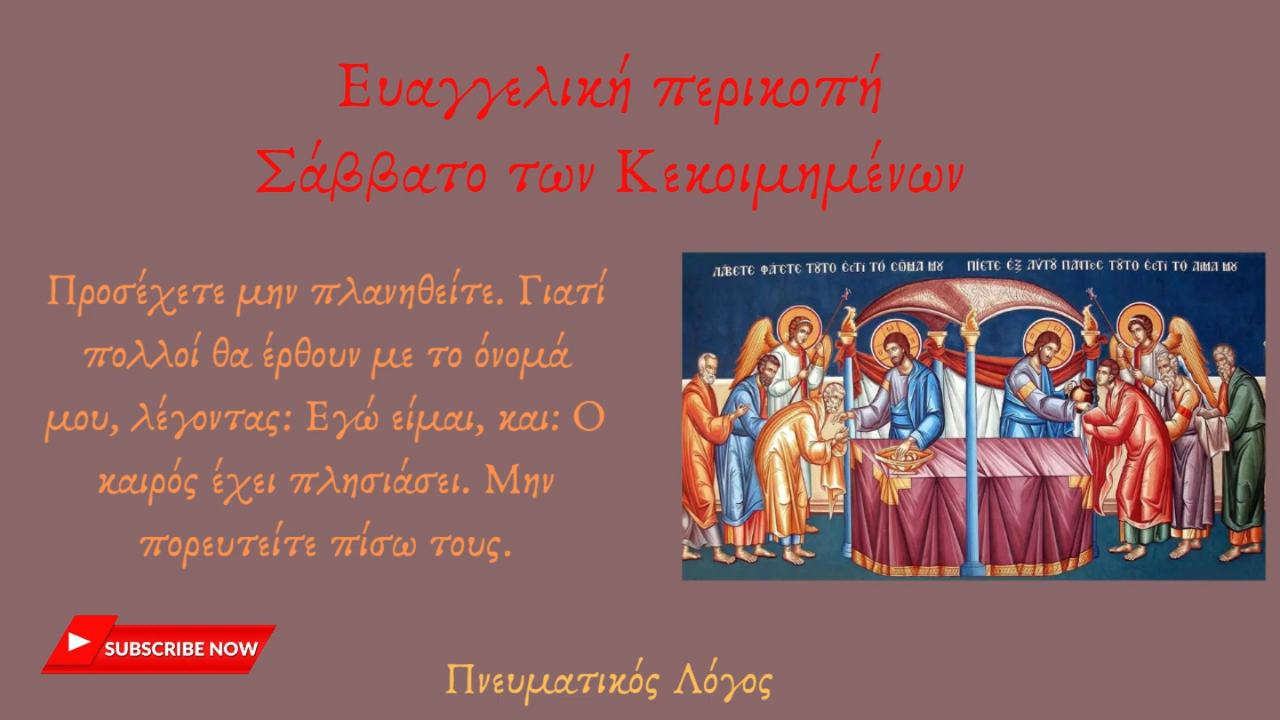 Ευαγγελική περικοπή
Σάββατο των Κεκοιμημένων
Προσέχετε μην πλανηθείτε. Γιατί
πολλοί θα έρθουν με το όνομά
μου, λέγοντας: Εγώ είμαι, και: Ο
καιρός έχει πλησιάσει. Μην
πορευτείτε πίσω τους.
ΛΑΒΕΤΕ ΦΑΓΕΤΕ ΤΟΥΤΟ ΕϹΤΙ ΤΟ ϹΩΜΑ ΜΟΥ ΠΙΕΤΕ ΕΞ ΑΥΤΟΥ ΠΑΝΤΕϹ ΤΟΥΤΟ ΕϹΤΙ ΤΟ ΑΙΜΑ ΜΟΥ
SUBSCRIBE NOW
Πνευματικός Λόγος